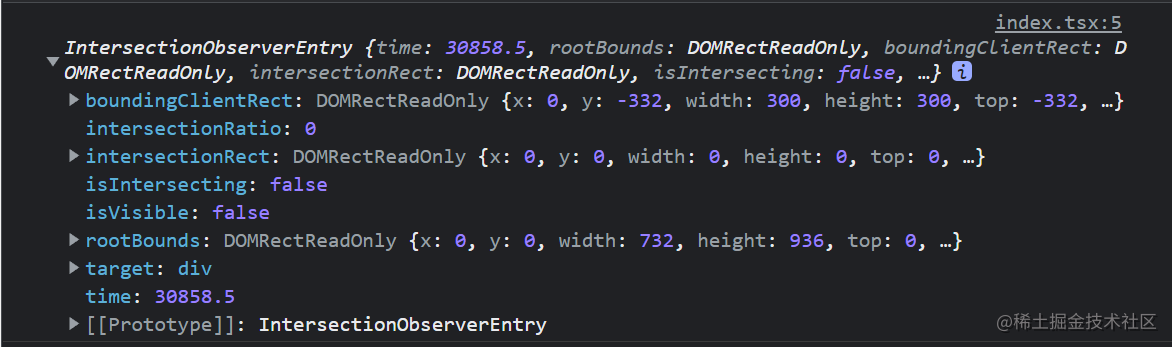 index.tsx:5
IntersectionObserverEntry {time: 30858.5, rootBounds: DOMRectReadOnly, boundingClientRect: D
OMRectReadOnly, intersectionRect: DOMRectReadOnly, isIntersecting: false, …} i
boundingClientRect: DOMRectReadOnly {x: 0, y: -332, width: 300, height: 300, top: -332, …}
intersectionRatio: 0
intersectionRect: DOMRectReadOnly {x: 0, y: 0, width: 0, height: 0, top: 0, …}
isIntersecting: false
isVisible: false
rootBounds: DOMRectReadOnly {x: 0, y: 0, width: 732, height: 936, top: 0, …}
target: div
time: 30858.5
[[Prototype]]: IntersectionObserverEntry
@稀土掘金技术社区